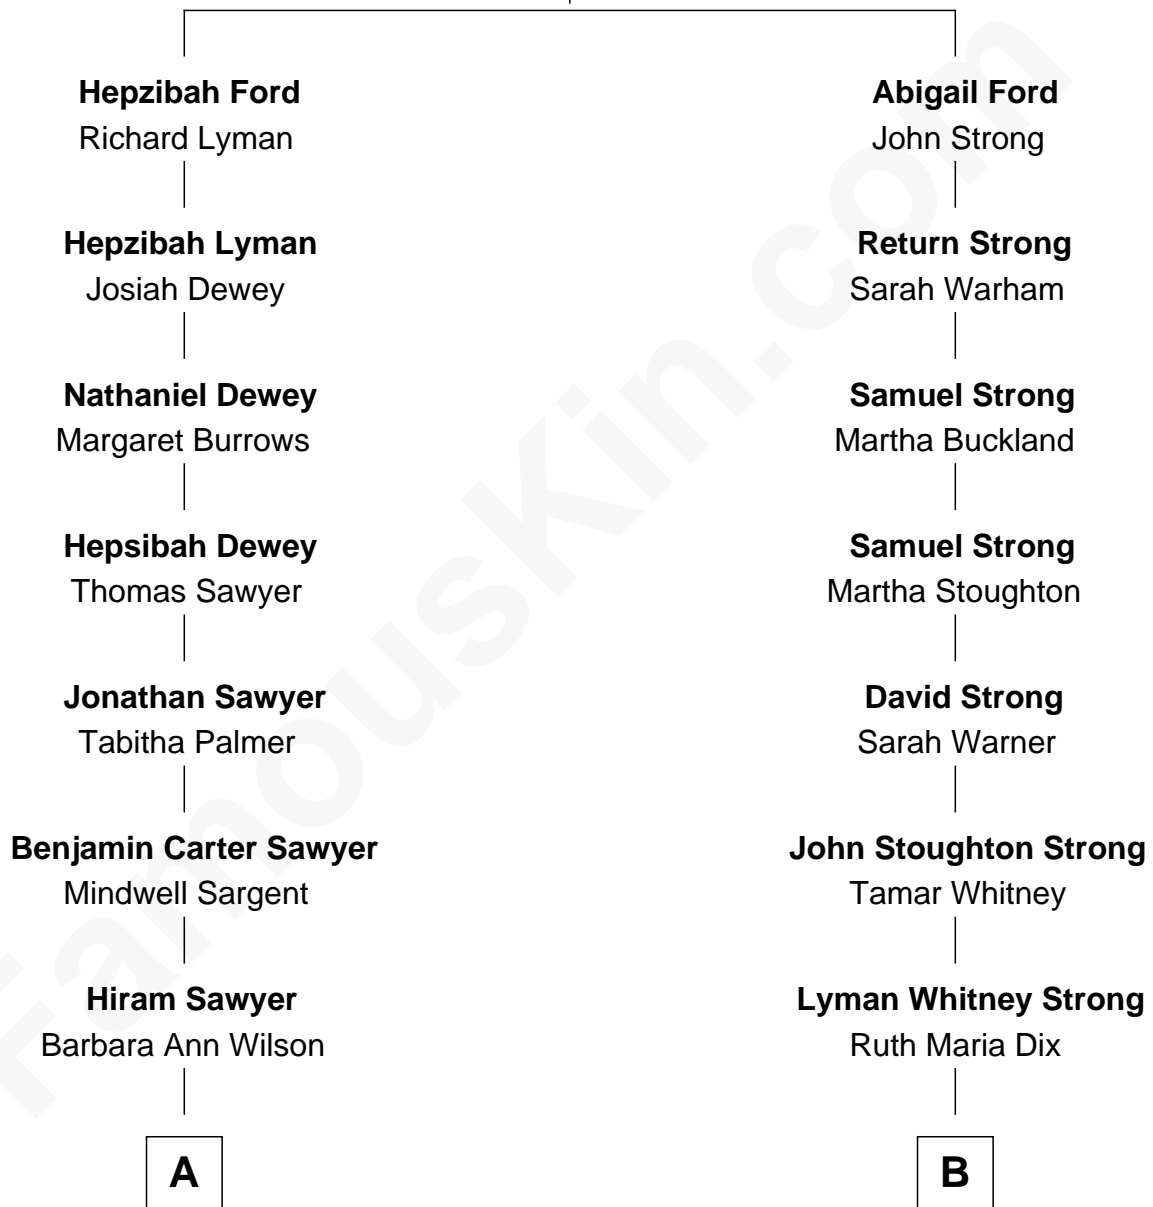 Hepzibah Ford
Richard Lyman
Hepzibah Lyman
Josiah Dewey
Nathaniel Dewey
Margaret Burrows
Hepsibah Dewey
Thomas Sawyer
Jonathan Sawyer
Tabitha Palmer
Benjamin Carter Sawyer
Mindwell Sargent
Hiram Sawyer
Barbara Ann Wilson
A
Abigail Ford
John Strong
Return Strong
Sarah Warham
Samuel Strong
Martha Buckland
Samuel Strong
Martha Stoughton
David Strong
Sarah Warner
John Stoughton Strong
Tamar Whitney
Lyman Whitney Strong
Ruth Maria Dix
B
FamousKin.com